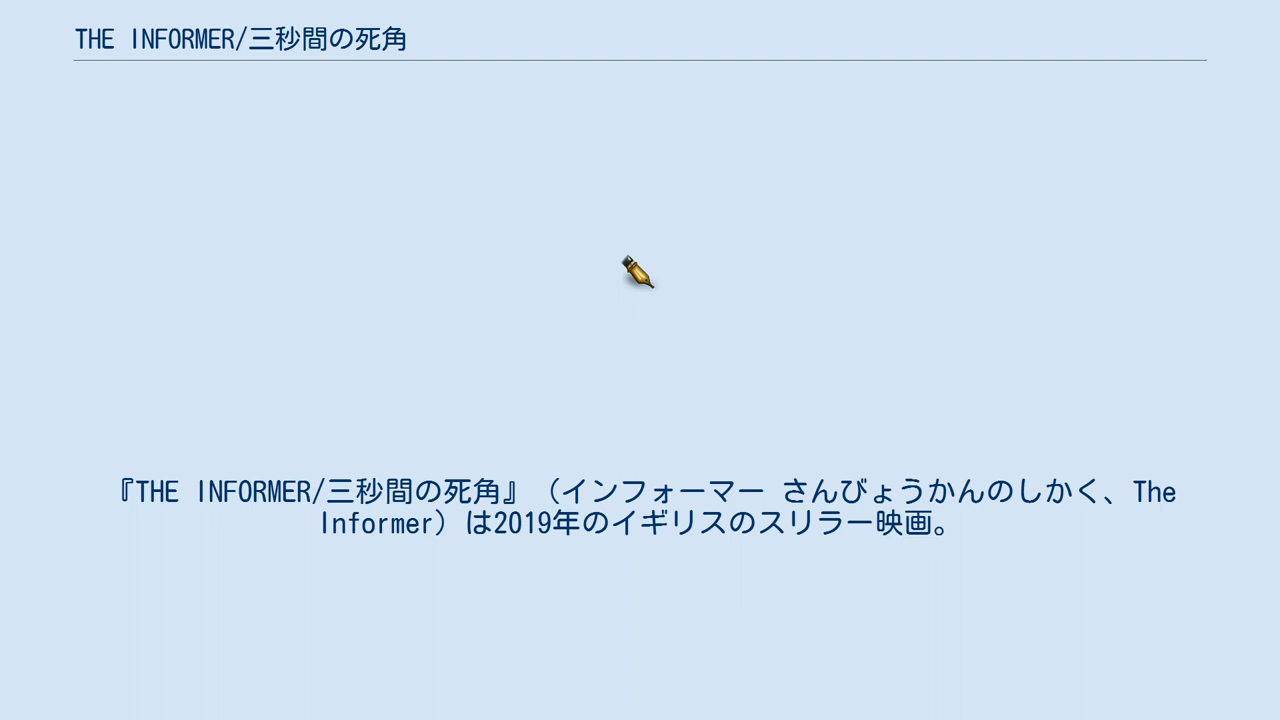 THE INFORMER/三秒間の死角
『THE INFORMER/三秒間の死角』（インフォーマー さんびょうかんのしかく、The
Informer）は2019年のイギリスのスリラー映画。